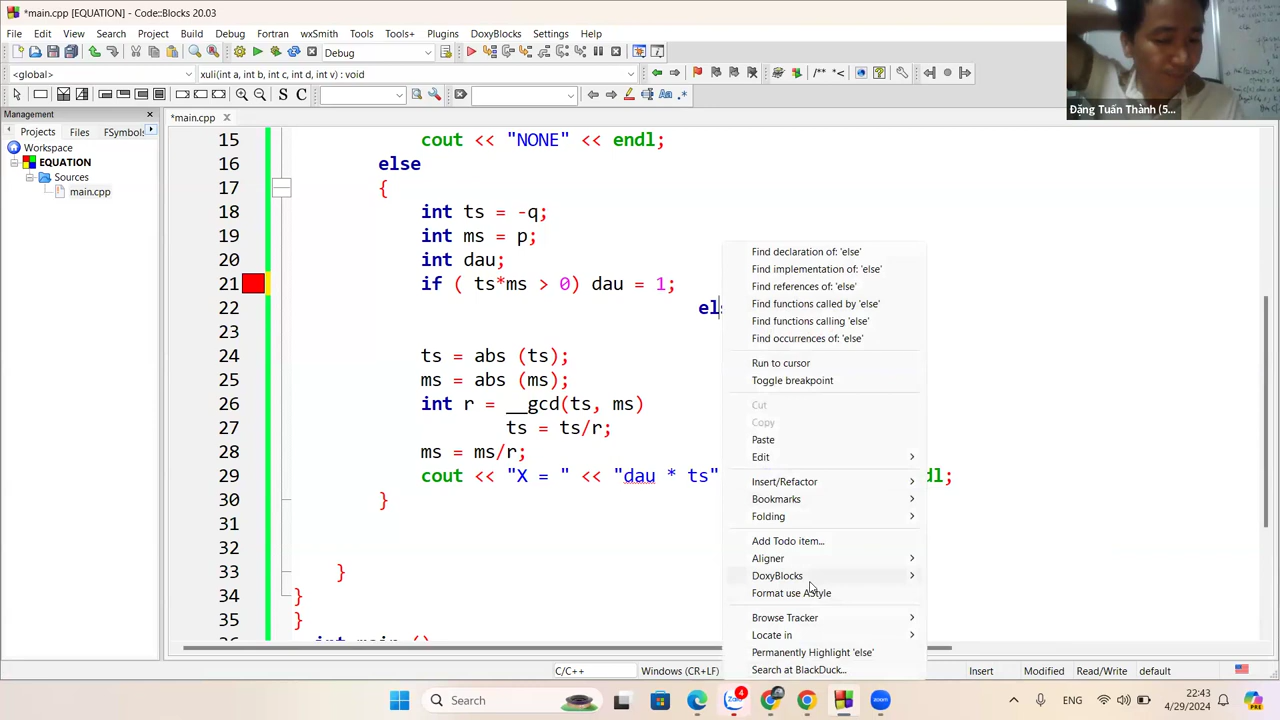 *main.cpp [EQUATION] - Code::Blocks 20.03
File Edit View Search Project Build Debug Fortran wxSmith Tools Tools+ Plugins DoxyBlocks Settings Help
Debug
<global> xuli(int a, int b, int c, int d, int v) : void
S C
Management
Projects Files FSymbols
Workspace
EQUATION
Sources
main.cpp
*main.cpp
15 cout << "NONE" << endl;
16 else
17 {
18 int ts = -q;
19 int ms = p;
20 int dau;
21 if ( ts*ms > 0) dau = 1;
22 els
23
24 ts = abs (ts);
25 ms = abs (ms);
26 int r = __gcd(ts, ms)
27 ts = ts/r;
28 ms = ms/r;
29 cout << "X = " << "dau * ts" dl;
30 }
31
32
33 }
34 }
35 }
36 int main ()
Find declaration of: 'else'
Find implementation of: 'else'
Find references of: 'else'
Find functions called by 'else'
Find functions calling 'else'
Find occurrences of: 'else'
Run to cursor
Toggle breakpoint
Cut
Copy
Paste
Edit
Insert/Refactor
Bookmarks
Folding
Add Todo item...
Aligner
DoxyBlocks
Format use AStyle
Browse Tracker
Locate in
Permanently Highlight 'else'
Search at BlackDuck...
Đặng Tuấn Thành (5...
C/C++ Windows (CR+LF) Insert Modified Read/Write default
Search
Zalo
4
zoom
ENG
22:43
4/29/2024
PRE